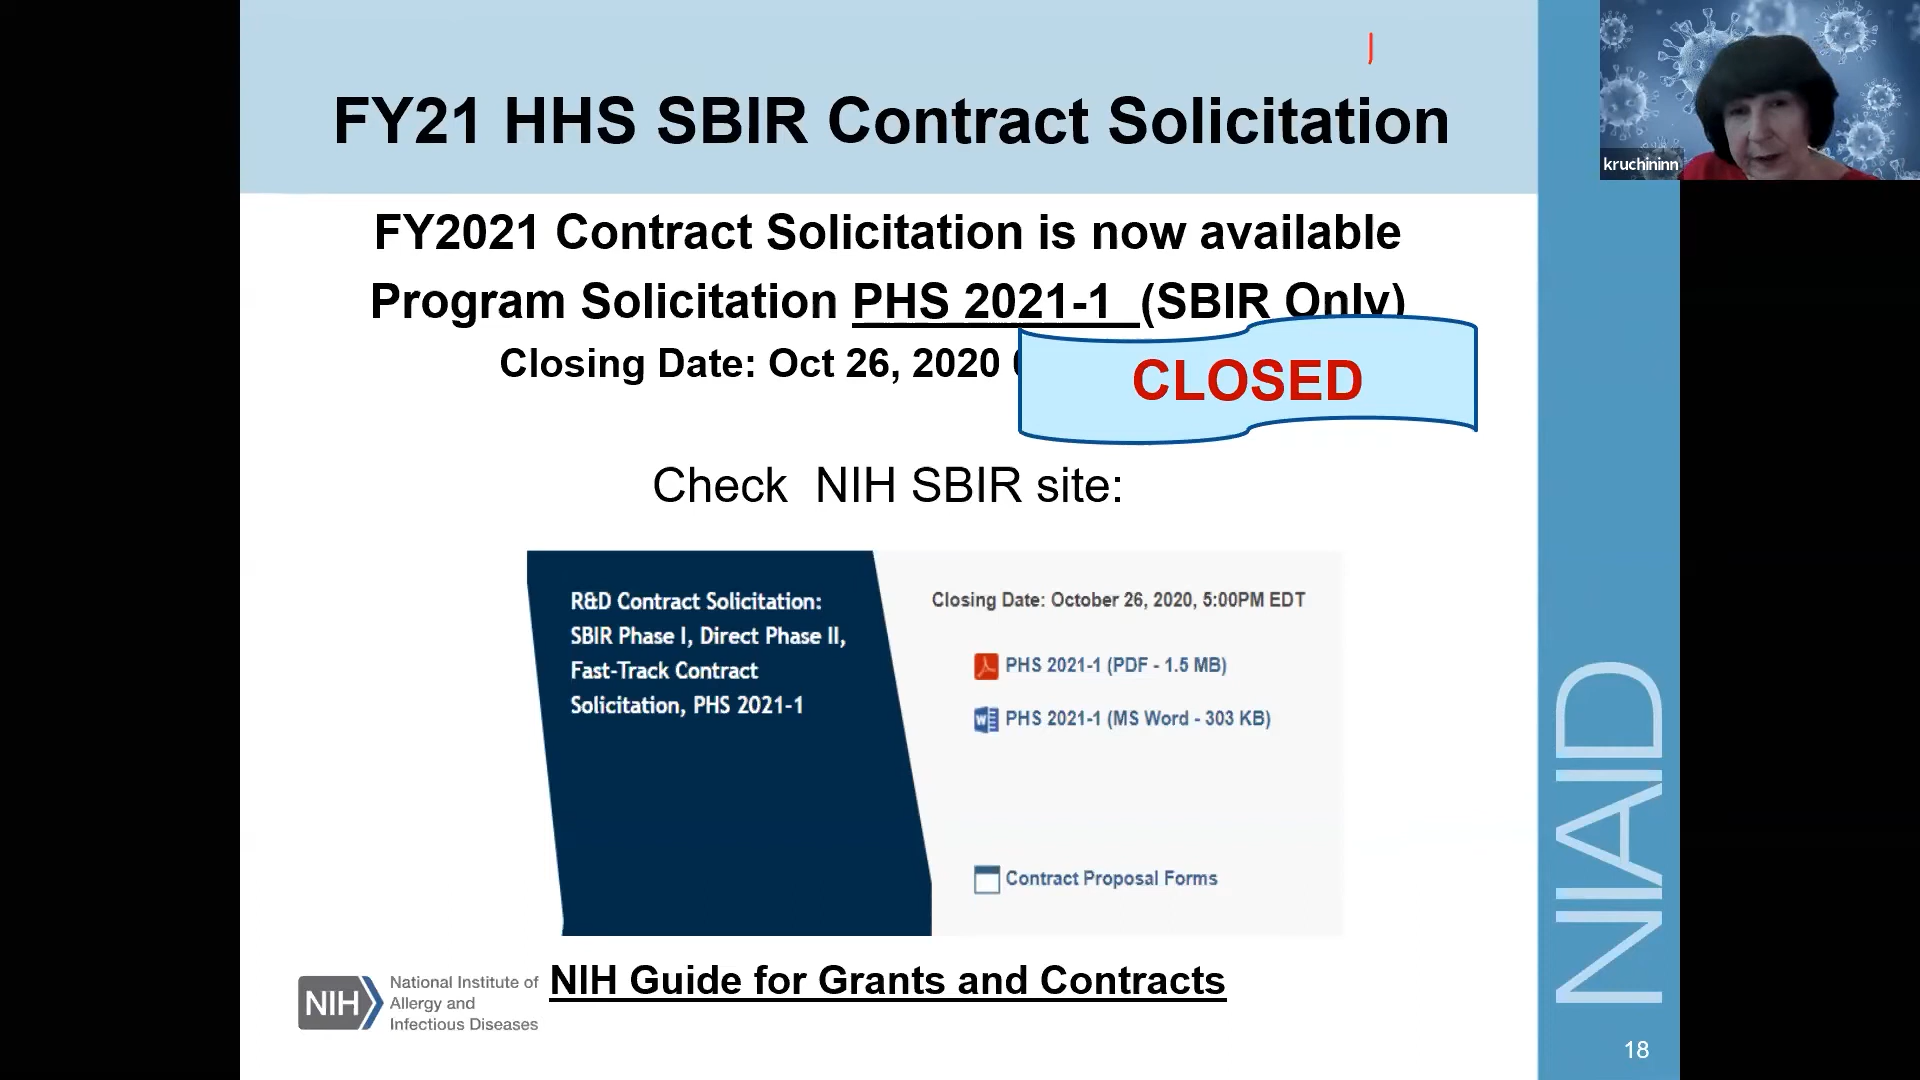 FY21 HHS SBIR Contract Solicitation
kruchininn
FY2021 Contract Solicitation is now available
Program Solicitation PHS 2021-1 (SBIR Only)
Closing Date: Oct 26, 2020
CLOSED
Check NIH SBIR site:
R&D Contract Solicitation:
SBIR Phase I, Direct Phase II,
Fast-Track Contract
Solicitation, PHS 2021-1
Closing Date: October 26, 2020, 5:00PM EDT
PHS 2021-1 (PDF - 1.5 MB)
PHS 2021-1 (MS Word - 303 KB)
Contract Proposal Forms
NIH
National Institute of
Allergy and
Infectious Diseases
NIH Guide for Grants and Contracts
NIAID
18